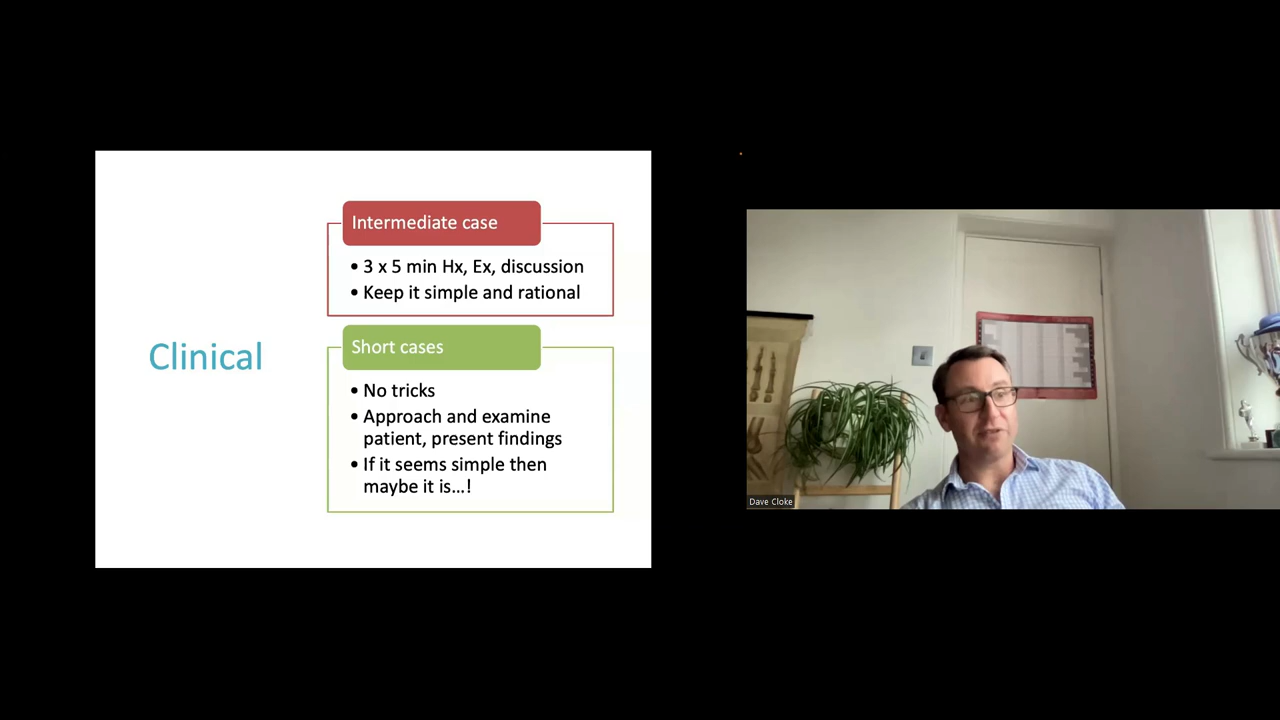 Clinical
Intermediate case
• 3 x 5 min Hx, Ex, discussion
• Keep it simple and rational
Short cases
• No tricks
• Approach and examine
patient, present findings
• If it seems simple then
maybe it is...!
Dave Cloke